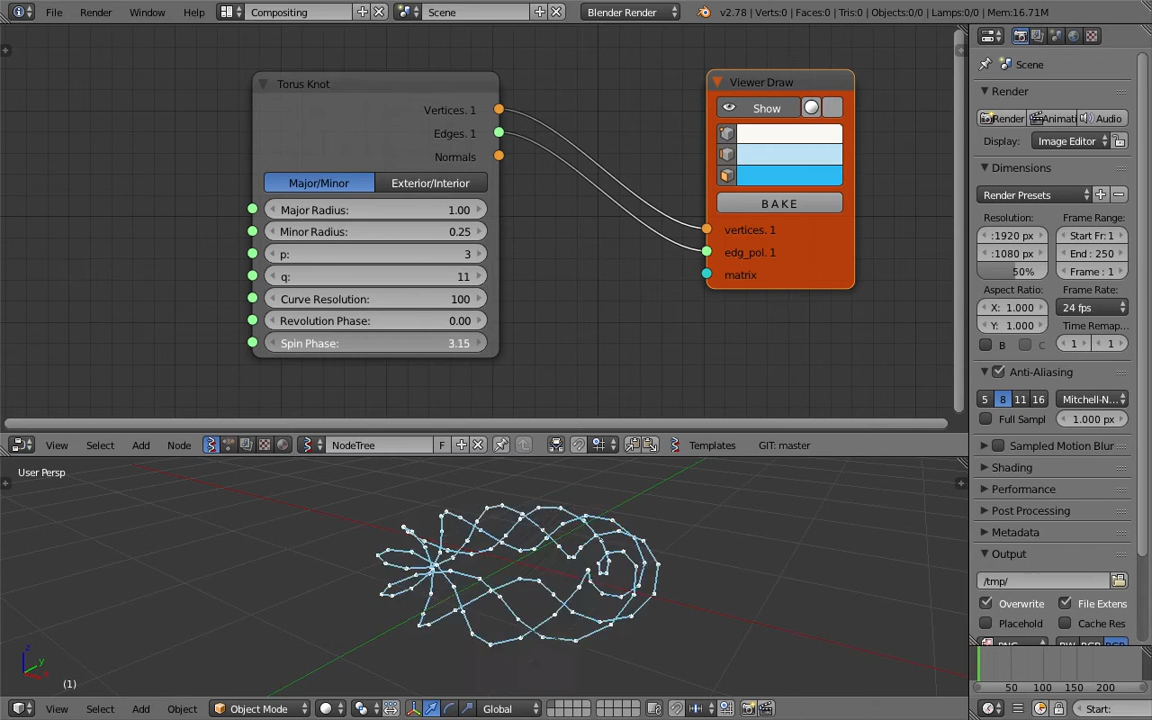 File Render Window Help Compositing Scene Blender Render v2.78 | Verts:0 | Faces:0 | Tris:0 | Objects:0/0 | Lamps:0/0 | Mem:16.71M
Torus Knot
Vertices. 1
Edges. 1
Normals
Major/Minor Exterior/Interior
Major Radius: 1.00
Minor Radius: 0.25
p: 3
q: 11
Curve Resolution: 100
Revolution Phase: 0.00
Spin Phase: 3.15
Viewer Draw
Show
BAKE
vertices. 1
edg_pol. 1
matrix
Scene
Render
Render Animati Audio
Display: Image Editor
Dimensions
Render Presets
Resolution: Frame Range:
:1920 px Start Fr: 1
:1080 px End : 250
50% Frame : 1
Aspect Ratio: Frame Rate:
X: 1.000 24 fps
Y: 1.000 Time Remap...
B C 1 1
Anti-Aliasing
5 8 11 16 Mitchell-N...
Full Sampl 1.000 px
Sampled Motion Blur
Shading
Performance
Post Processing
Metadata
Output
/tmp/
Overwrite File Extens
Placehold Cache Res
View Select Add Node NodeTree F Templates GIT: master
User Persp
z y x
(1)
50 100 150 200
View Select Add Object Object Mode Global Start: